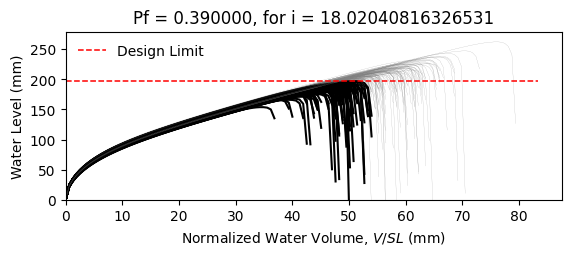 Pf = 0.390000, for i = 18.02040816326531
Design Limit
Water Level (mm)
250
200
150
100
50
0
0 10 20 30 40 50 60 70 80
Normalized Water Volume, V/SL (mm)